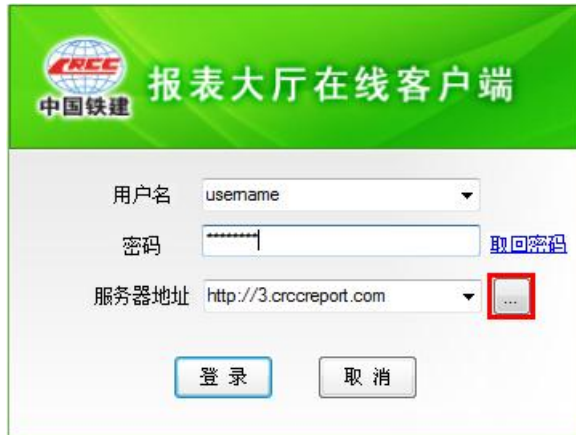 CRCC
中国铁建
报表大厅在线客户端
用户名 username
密码 ******** 取回密码
服务器地址 http://3.crccreport.com ...
登 录 取 消